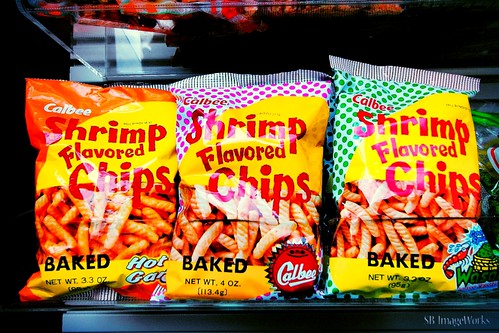 Calbee
Shrimp
Flavored
Chips
BAKED
Hot
NET WT. 3.3 OZ.
Calbee
Shrimp
Flavored
Chips
BAKED
NET WT. 4 OZ.
[113.4g]
Calbee
Calbee
Shrimp
Flavored
Chips
BAKED
NET WT.
SB ImageWorks